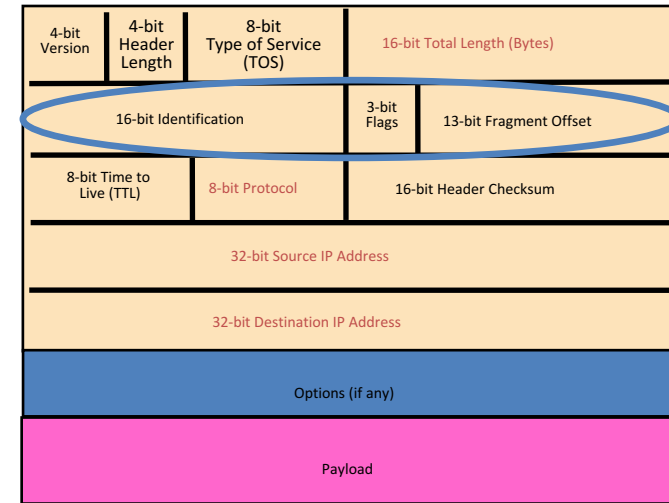 4-bit
Version
4-bit
Header
Length
8-bit
Type of Service
(TOS)
16-bit Total Length (Bytes)
16-bit Identification
3-bit
Flags
13-bit Fragment Offset
8-bit Time to
Live (TTL)
8-bit Protocol
16-bit Header Checksum
32-bit Source IP Address
32-bit Destination IP Address
Options (if any)
Payload